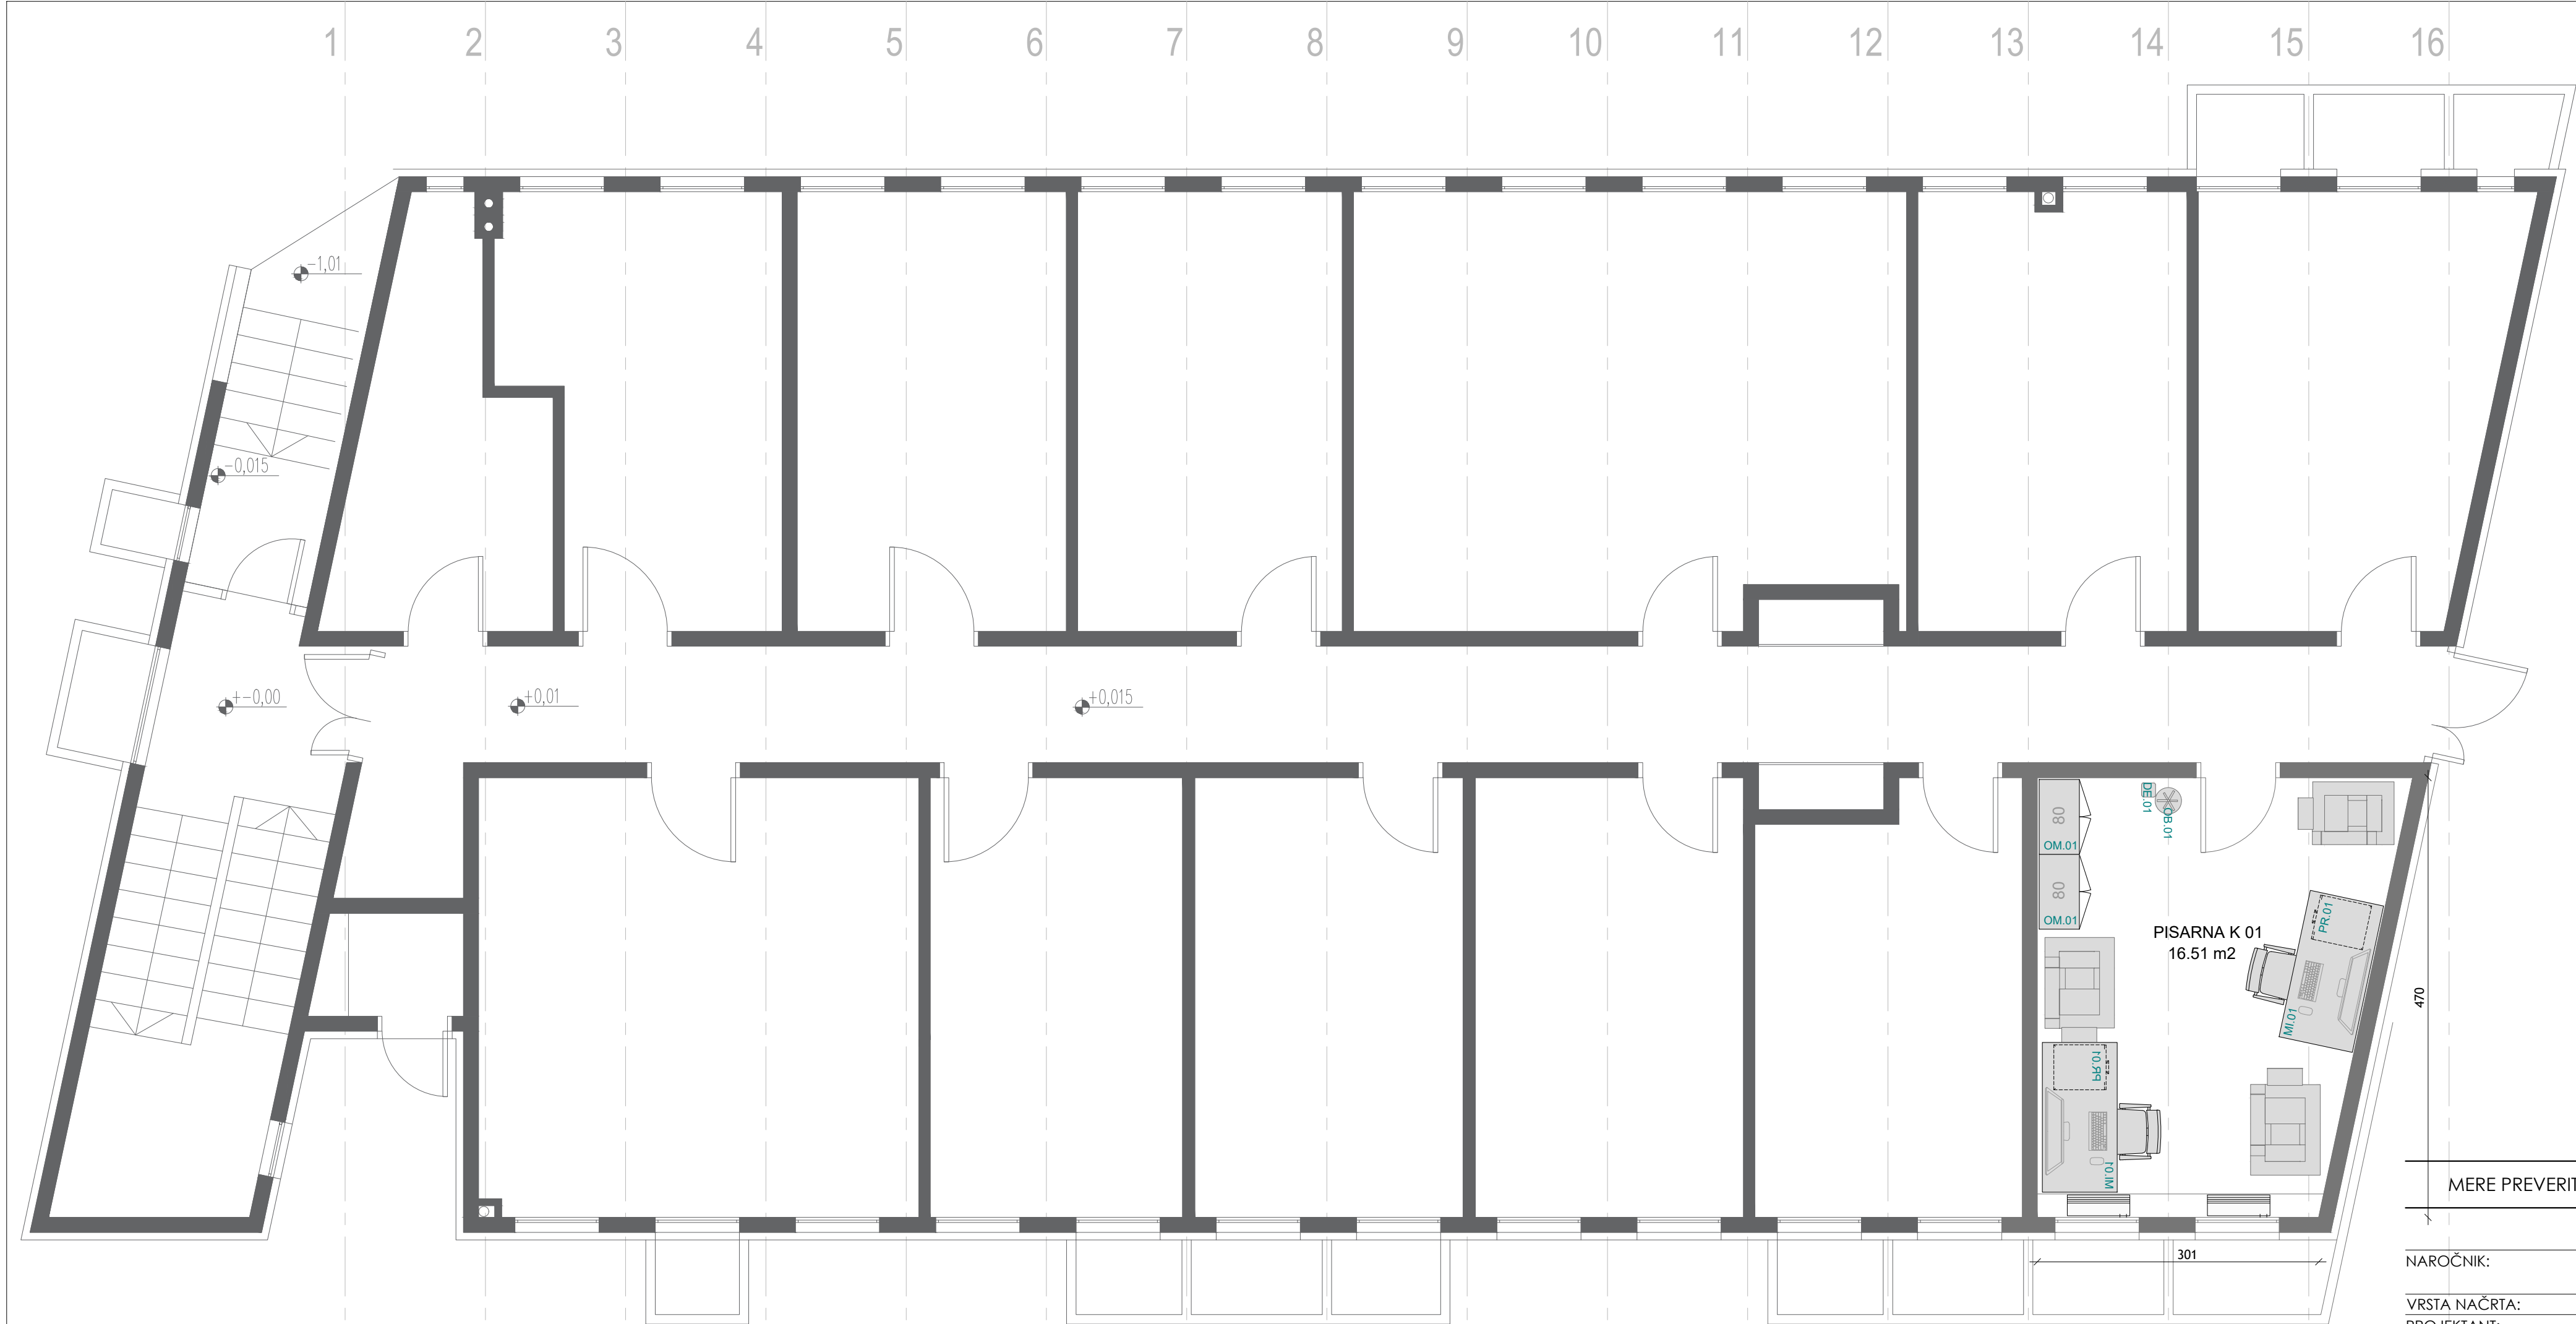 1 2 3 4 5 6 7 8 9 10 11 12 13 14 15 16
-1,01
-0,015
+-0,00
+0,01
+0,015
80
OM.01
80
OM.01
DE.01
OB.01
PISARNA K 01
16.51 m2
PR.01
MI.01
PR.01
MI.01
470
301
MERE PREVERIT
NAROČNIK:
VRSTA NAČRTA:
PROJEKTANT: